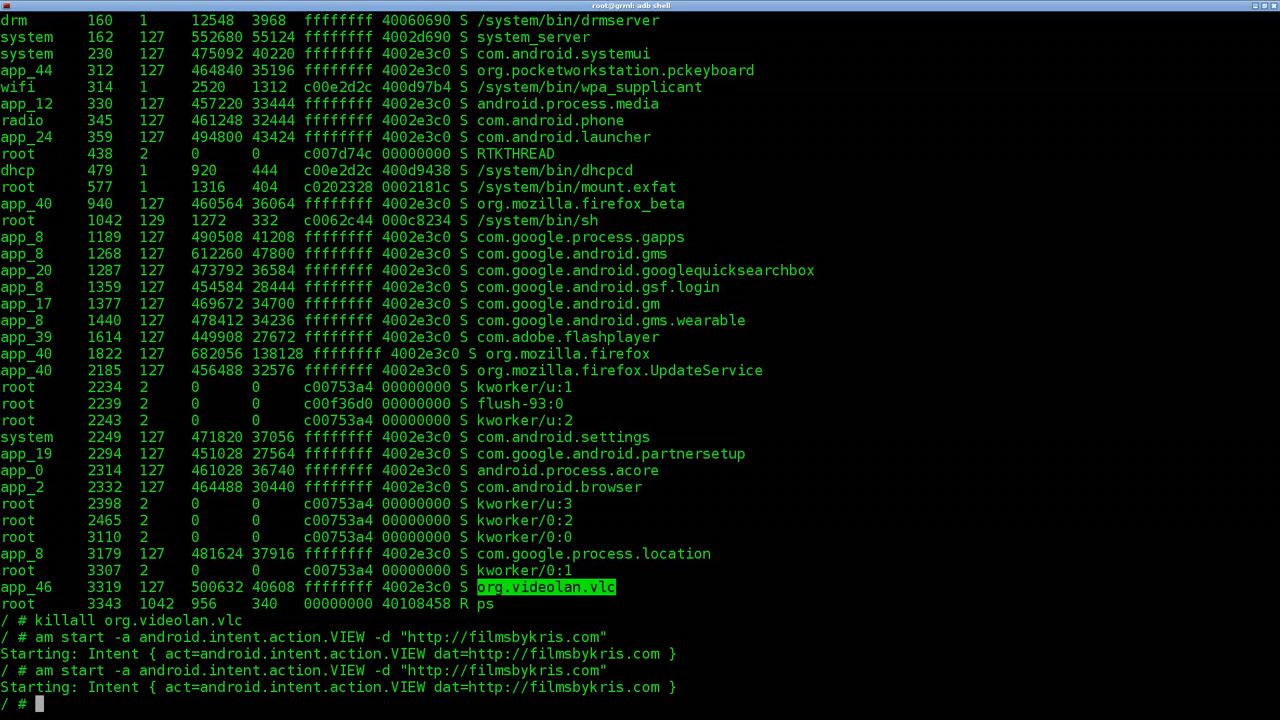 root@grml: adb shell
drm       160   1     12548  3968  ffffffff 40060690 S /system/bin/drmserver
system    162   127   552680 55124 ffffffff 4002d690 S system_server
system    230   127   475092 40220 ffffffff 4002e3c0 S com.android.systemui
app_44    312   127   464840 35196 ffffffff 4002e3c0 S org.pocketworkstation.pckeyboard
wifi      314   1     2520   1312  c00e2d2c 400d97b4 S /system/bin/wpa_supplicant
app_12    330   127   457220 33444 ffffffff 4002e3c0 S android.process.media
radio     345   127   461248 32444 ffffffff 4002e3c0 S com.android.phone
app_24    359   127   494800 43424 ffffffff 4002e3c0 S com.android.launcher
root      438   2     0      0     c007d74c 00000000 S RTKTHREAD
dhcp      479   1     920    444   c00e2d2c 400d9438 S /system/bin/dhcpcd
root      577   1     1316   404   c0202328 0002181c S /system/bin/mount.exfat
app_40    940   127   460564 36064 ffffffff 4002e3c0 S org.mozilla.firefox_beta
root      1042  129   1272   332   c0062c44 000c8234 S /system/bin/sh
app_8     1189  127   490508 41208 ffffffff 4002e3c0 S com.google.process.gapps
app_8     1268  127   612260 47800 ffffffff 4002e3c0 S com.google.android.gms
app_20    1287  127   473792 36584 ffffffff 4002e3c0 S com.google.android.googlequicksearchbox
app_8     1359  127   454584 28444 ffffffff 4002e3c0 S com.google.android.gsf.login
app_17    1377  127   469672 34700 ffffffff 4002e3c0 S com.google.android.gm
app_8     1440  127   478412 34236 ffffffff 4002e3c0 S com.google.android.gms.wearable
app_39    1614  127   449908 27672 ffffffff 4002e3c0 S com.adobe.flashplayer
app_40    1822  127   682056 138128 ffffffff 4002e3c0 S org.mozilla.firefox
app_40    2185  127   456488 32576 ffffffff 4002e3c0 S org.mozilla.firefox.UpdateService
root      2234  2     0      0     c00753a4 00000000 S kworker/u:1
root      2239  2     0      0     c00f36d0 00000000 S flush-93:0
root      2243  2     0      0     c00753a4 00000000 S kworker/u:2
system    2249  127   471820 37056 ffffffff 4002e3c0 S com.android.settings
app_19    2294  127   451028 27564 ffffffff 4002e3c0 S com.google.android.partnersetup
app_0     2314  127   461028 36740 ffffffff 4002e3c0 S android.process.acore
app_2     2332  127   464488 30440 ffffffff 4002e3c0 S com.android.browser
root      2398  2     0      0     c00753a4 00000000 S kworker/u:3
root      2465  2     0      0     c00753a4 00000000 S kworker/0:2
root      3110  2     0      0     c00753a4 00000000 S kworker/0:0
app_8     3179  127   481624 37916 ffffffff 4002e3c0 S com.google.process.location
root      3307  2     0      0     c00753a4 00000000 S kworker/0:1
app_46    3319  127   500632 40608 ffffffff 4002e3c0 S org.videolan.vlc
root      3343  1042  956    340   00000000 40108458 R ps
/ # killall org.videolan.vlc
/ # am start -a android.intent.action.VIEW -d "http://filmsbykris.com"
Starting: Intent { act=android.intent.action.VIEW dat=http://filmsbykris.com }
/ # am start -a android.intent.action.VIEW -d "http://filmsbykris.com"
Starting: Intent { act=android.intent.action.VIEW dat=http://filmsbykris.com }
/ #